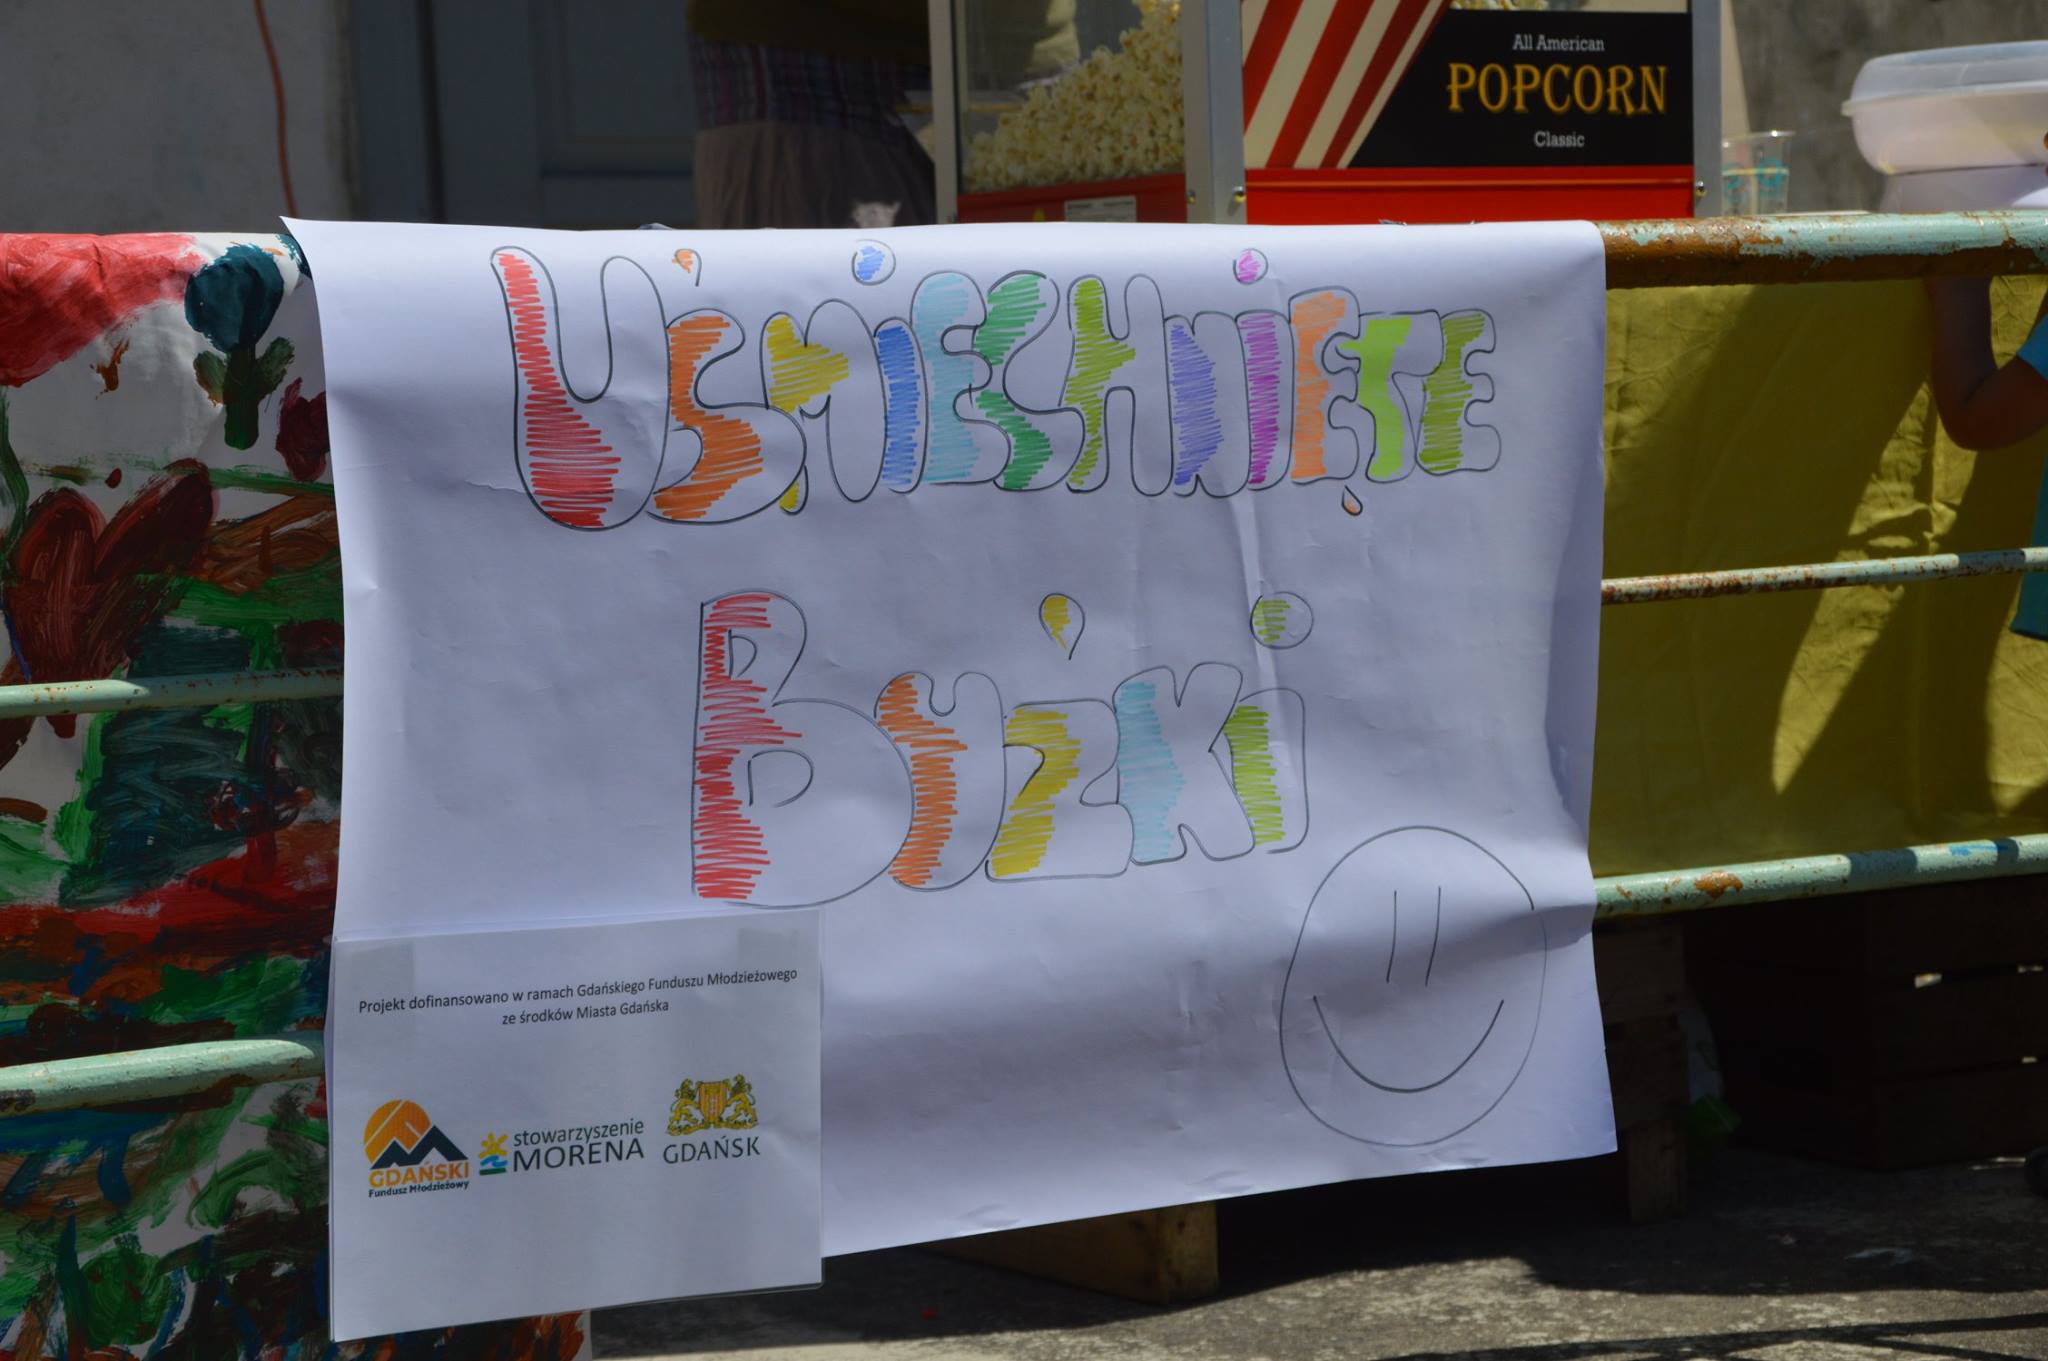 All American
POPCORN
Classic
UŚMIECHNIĘTE
BUŹKI
Projekt dofinansowano w ramach Gdańskiego Funduszu Młodzieżowego
ze środków Miasta Gdańska
GDAŃSKI
Fundusz Młodzieżowy
stowarzyszenie
MORENA
GDAŃSK